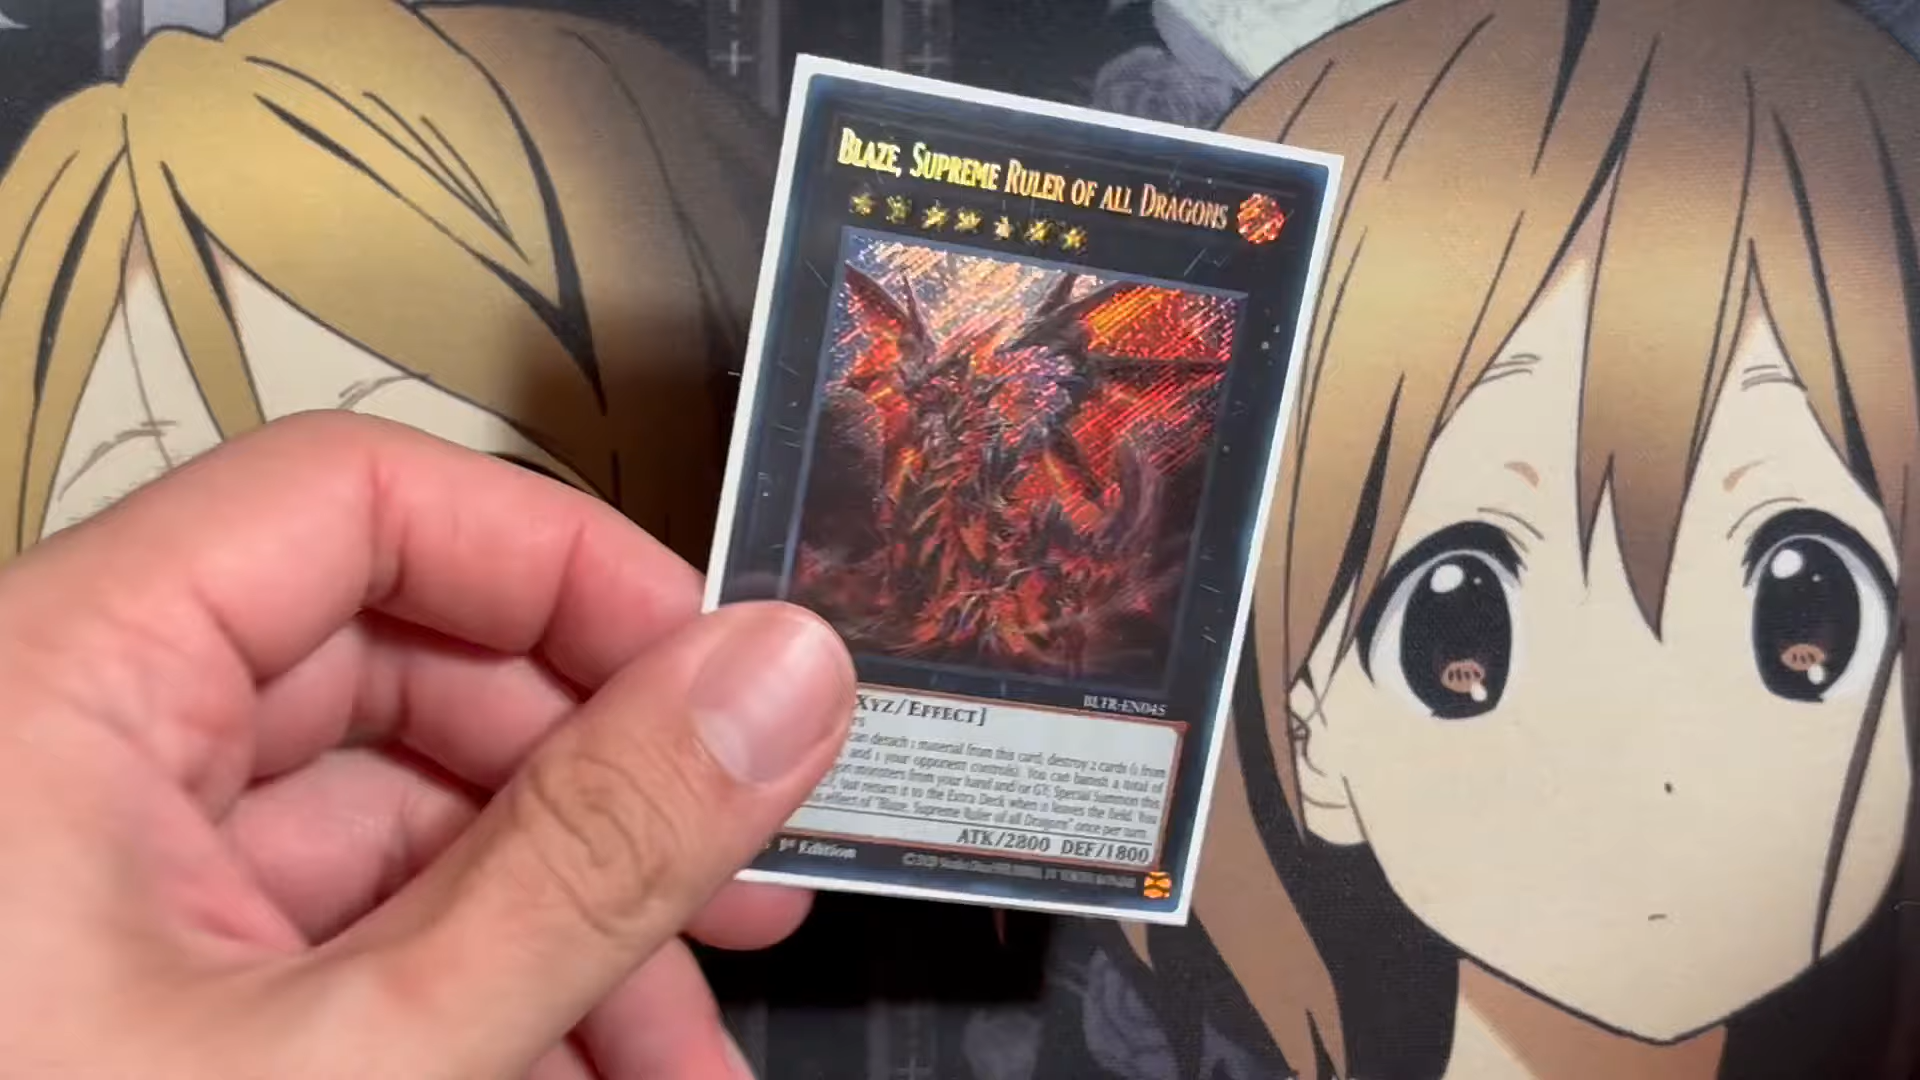 BLAZE, SUPREME RULER OF ALL DRAGONS
BLTR-EN045
XYZ/EFFECT]
can detach 1 material from this card; destroy 2 cards (1 from
and 1 your opponent controls). You can banish a total of
monsters from your hand and/or GY; Special Summon this
but return it to the Extra Deck when it leaves the field. You
effect of "Blaze, Supreme Ruler of all Dragons" once per turn.
ATK/2800 DEF/1800
1st Edition